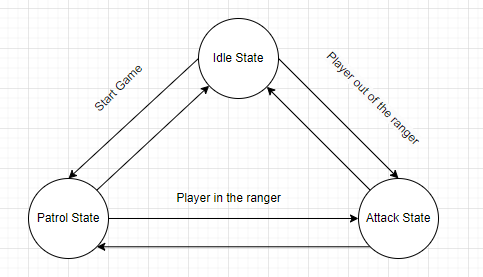 Idle State
Start Game
Player out of the ranger
Player in the ranger
Patrol State
Attack State